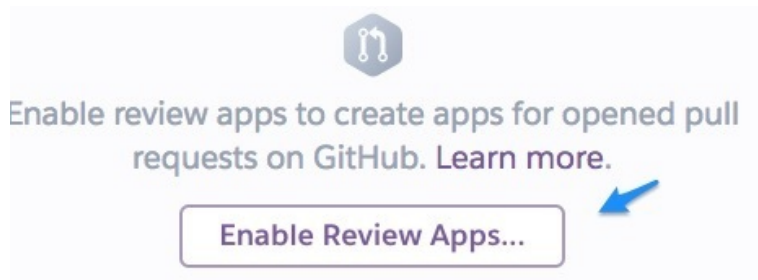 Enable review apps to create apps for opened pull
requests on GitHub. Learn more.
Enable Review Apps...